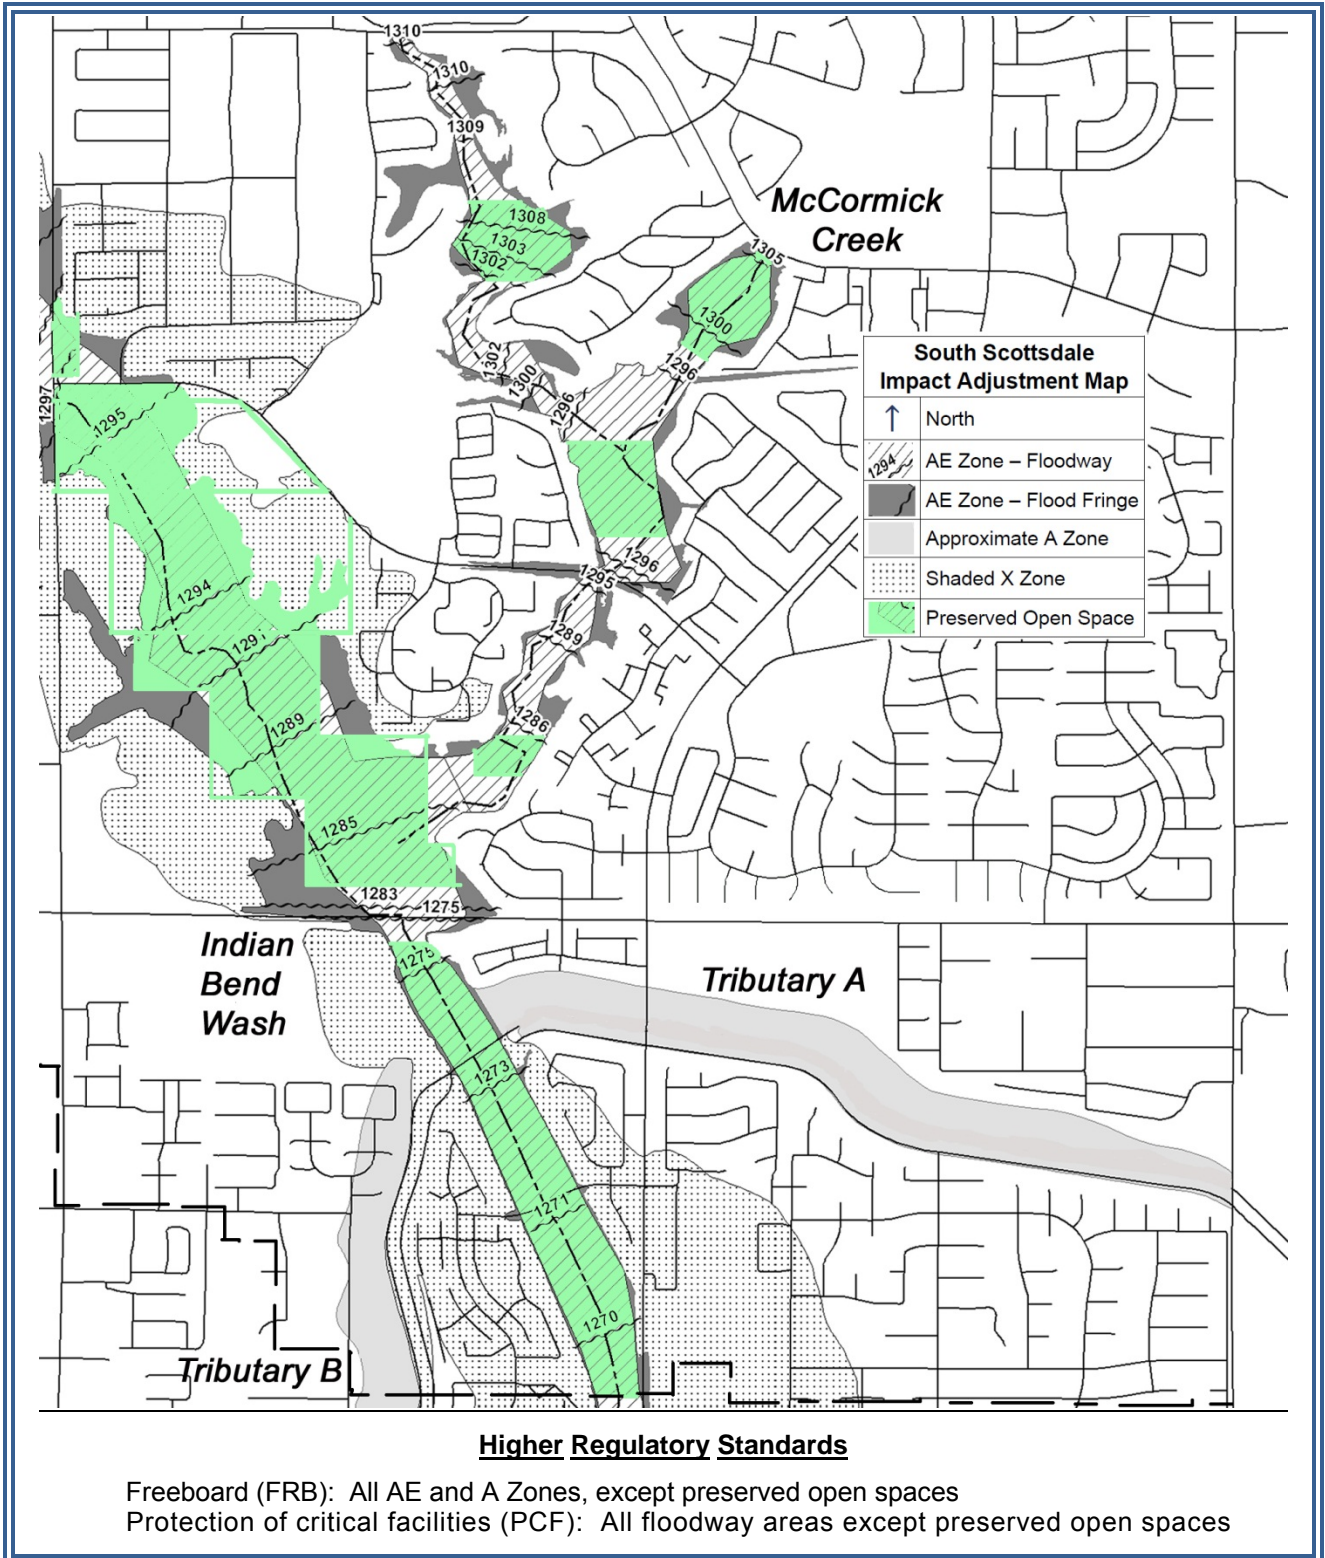 1310
1310
1309
McCormick
Creek
1308
1303
1302
1305
1300
1302
1300
1296
1296
1297
1295
South Scottsdale
Impact Adjustment Map
North
1294
AE Zone – Floodway
AE Zone – Flood Fringe
Approximate A Zone
Shaded X Zone
Preserved Open Space
1296
1295
1294
1289
129
1286
1289
1285
1283
1275
Indian
Bend
Wash
1275
Tributary A
1273
1271
1270
Tributary B
Higher Regulatory Standards
Freeboard (FRB): All AE and A Zones, except preserved open spaces
Protection of critical facilities (PCF): All floodway areas except preserved open spaces